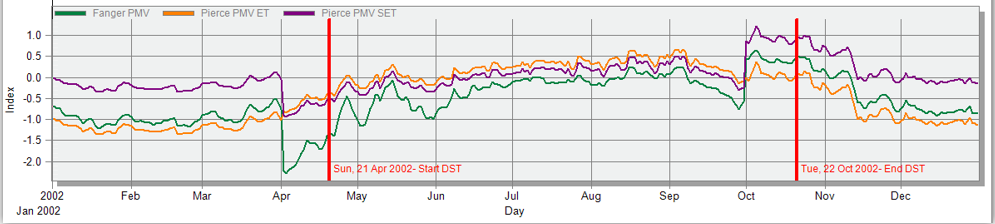 Fanger PMV Pierce PMV ET Pierce PMV SET
1.0
0.5
0.0
-0.5
-1.0
-1.5
-2.0
Index
Sun, 21 Apr 2002- Start DST
Tue, 22 Oct 2002- End DST
2002 Feb Mar Apr May Jun Jul Aug Sep Oct Nov Dec
Jan 2002
Day